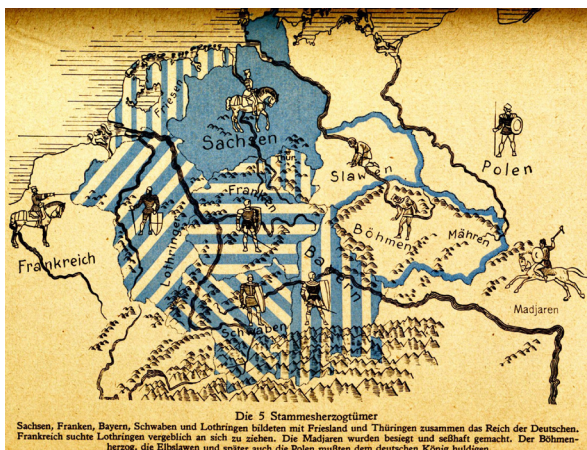 Friesen
Sachsen
Thür.
Polen
Slawen
Franken
Lothringen
Böhmen
Mähren
Frankreich
Bayern
Madjaren
Schwaben
Die 5 Stammesherzogtümer
Sachsen, Franken, Bayern, Schwaben und Lothringen bildeten mit Friesland und Thüringen zusammen das Reich der Deutschen.
Frankreich suchte Lothringen vergeblich an sich zu ziehen. Die Madjaren wurden besiegt und seßhaft gemacht. Der Böhmen-
herzog, die Elbslawen und später auch die Polen mußten dem deutschen König huldigen.